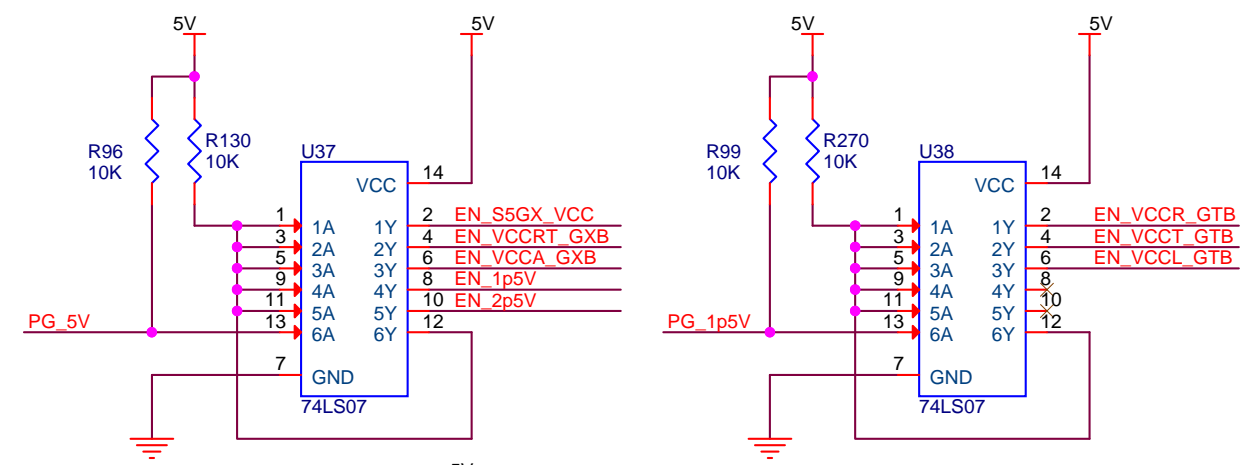 5V
5V
R96
10K
R130
10K
U37
VCC
14
1
1A
1Y
2
EN_S5GX_VCC
3
2A
2Y
4
EN_VCCRT_GXB
5
3A
3Y
6
EN_VCCA_GXB
9
4A
4Y
8
EN_1p5V
11
5A
5Y
10
EN_2p5V
PG_5V
13
6A
6Y
12
7
GND
74LS07
5V
5V
5V
R99
10K
R270
10K
U38
VCC
14
1
1A
1Y
2
EN_VCCR_GTB
3
2A
2Y
4
EN_VCCT_GTB
5
3A
3Y
6
EN_VCCL_GTB
9
4A
4Y
8
11
5A
5Y
10
PG_1p5V
13
6A
6Y
12
7
GND
74LS07